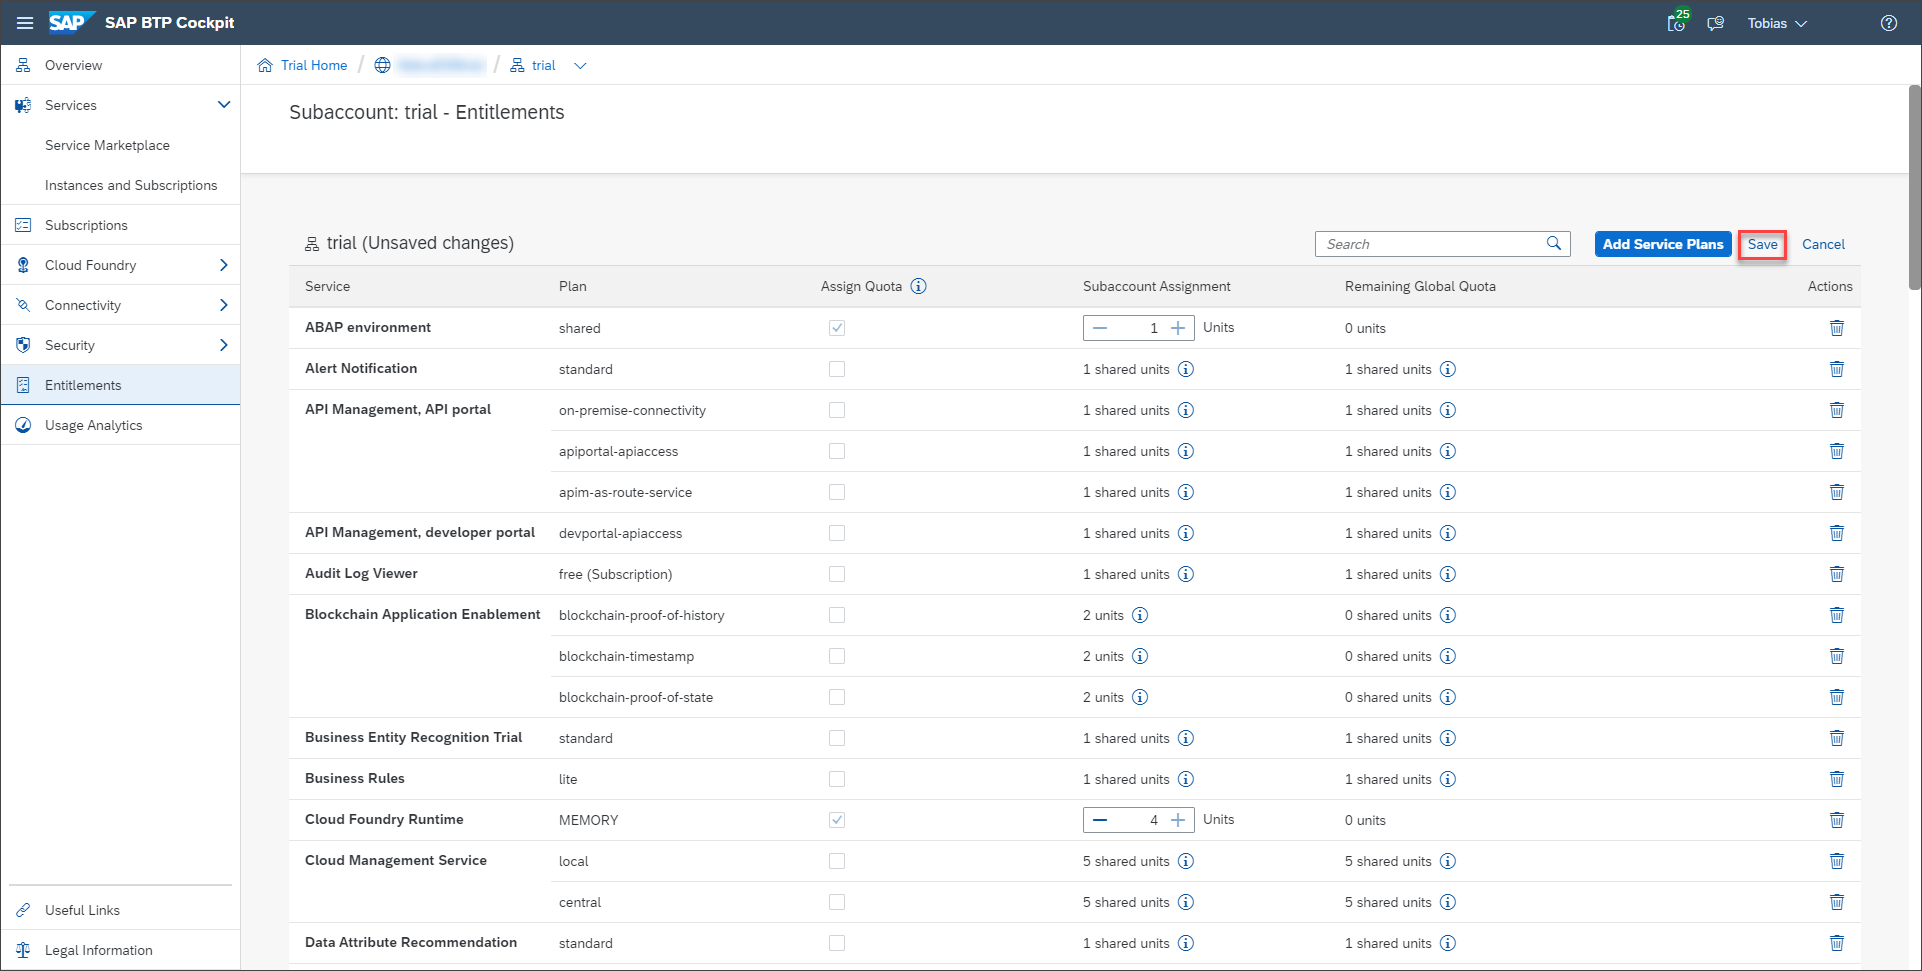 SAP SAP BTP Cockpit 25 Tobias
Overview
Services
Service Marketplace
Instances and Subscriptions
Subscriptions
Cloud Foundry
Connectivity
Security
Entitlements
Usage Analytics
Useful Links
Legal Information
Trial Home / / trial
Subaccount: trial - Entitlements
trial (Unsaved changes) Search Add Service Plans Save Cancel
Service Plan Assign Quota Subaccount Assignment Remaining Global Quota Actions
ABAP environment shared 1 Units 0 units
Alert Notification standard 1 shared units 1 shared units
API Management, API portal on-premise-connectivity 1 shared units 1 shared units
apiportal-apiaccess 1 shared units 1 shared units
apim-as-route-service 1 shared units 1 shared units
API Management, developer portal devportal-apiaccess 1 shared units 1 shared units
Audit Log Viewer free (Subscription) 1 shared units 1 shared units
Blockchain Application Enablement blockchain-proof-of-history 2 units 0 shared units
blockchain-timestamp 2 units 0 shared units
blockchain-proof-of-state 2 units 0 shared units
Business Entity Recognition Trial standard 1 shared units 1 shared units
Business Rules lite 1 shared units 1 shared units
Cloud Foundry Runtime MEMORY 4 Units 0 units
Cloud Management Service local 5 shared units 5 shared units
central 5 shared units 5 shared units
Data Attribute Recommendation standard 1 shared units 1 shared units